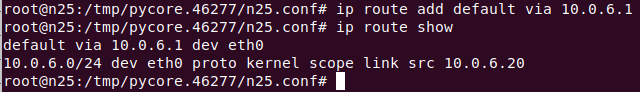 root@n25:/tmp/pycore.46277/n25.conf# ip route add default via 10.0.6.1
root@n25:/tmp/pycore.46277/n25.conf# ip route show
default via 10.0.6.1 dev eth0
10.0.6.0/24 dev eth0 proto kernel scope link src 10.0.6.20
root@n25:/tmp/pycore.46277/n25.conf#